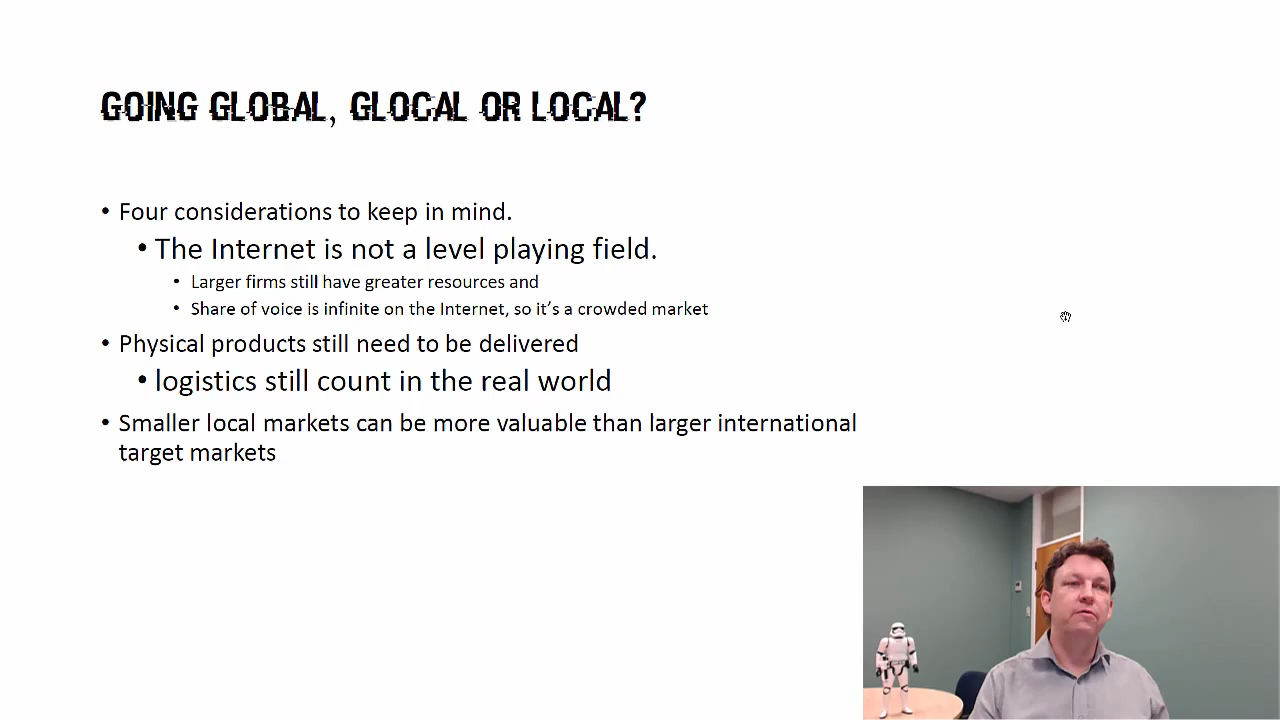 GOING GLOBAL, GLOCAL OR LOCAL?
• Four considerations to keep in mind.
• The Internet is not a level playing field.
• Larger firms still have greater resources and
• Share of voice is infinite on the Internet, so it’s a crowded market
• Physical products still need to be delivered
• logistics still count in the real world
• Smaller local markets can be more valuable than larger international
target markets